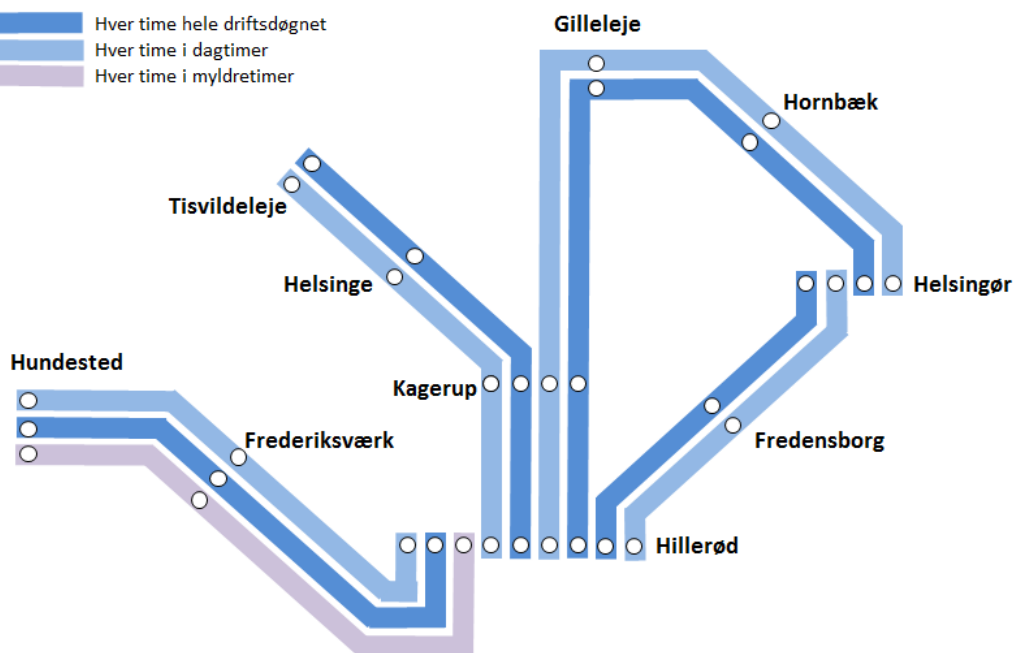 Hver time hele driftsdøgnet
Hver time i dagtimer
Hver time i myldretimer
Gilleleje
Hornbæk
Tisvildeleje
Helsinge
Helsingør
Hundested
Kagerup
Frederiksværk
Fredensborg
Hillerød